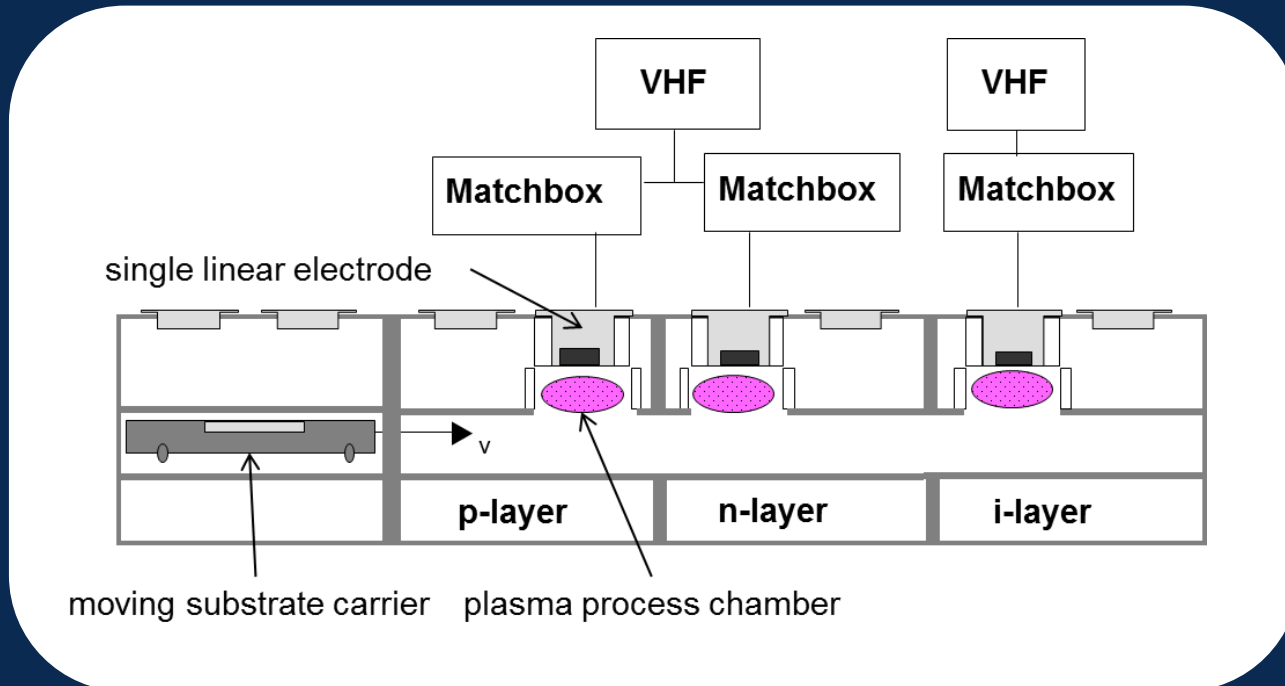 VHF
VHF
Matchbox
Matchbox
Matchbox
single linear electrode
v
p-layer
n-layer
i-layer
moving substrate carrier
plasma process chamber